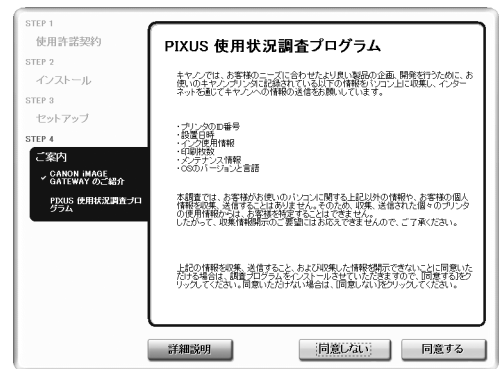 STEP 1
使用許諾契約
STEP 2
インストール
STEP 3
セットアップ
STEP 4
ご案内
✓ CANON iMAGE
GATEWAY のご紹介
PIXUS 使用状況調査プロ
グラム
PIXUS 使用状況調査プログラム
キヤノンでは、お客様のニーズに合わせたより良い製品の企画、開発を行うために、お
使いのキヤノンプリンタに記録されている以下の情報をパソコン上に収集し、インター
ネットを通じてキヤノンへの情報の送信をお願いしています。
・プリンタのID番号
・設置日時
・インク使用情報
・印刷枚数
・メンテナンス情報
・OSのバージョンと言語
本調査では、お客様がお使いのパソコンに関する上記以外の情報や、お客様の個人
情報を収集、送信することはありません。そのため、収集、送信された個々のプリンタ
の使用情報からは、お客様を特定することはできません。
したがって、収集情報開示のご要望にはお応えできませんので、ご了承ください。
上記の情報を収集、送信すること、および収集した情報を開示できないことに同意いた
だける場合は、調査プログラムをインストールさせていただきますので、[同意する]をク
リックしてください。同意いただけない場合は、[同意しない]をクリックしてください。
詳細説明
同意しない
同意する